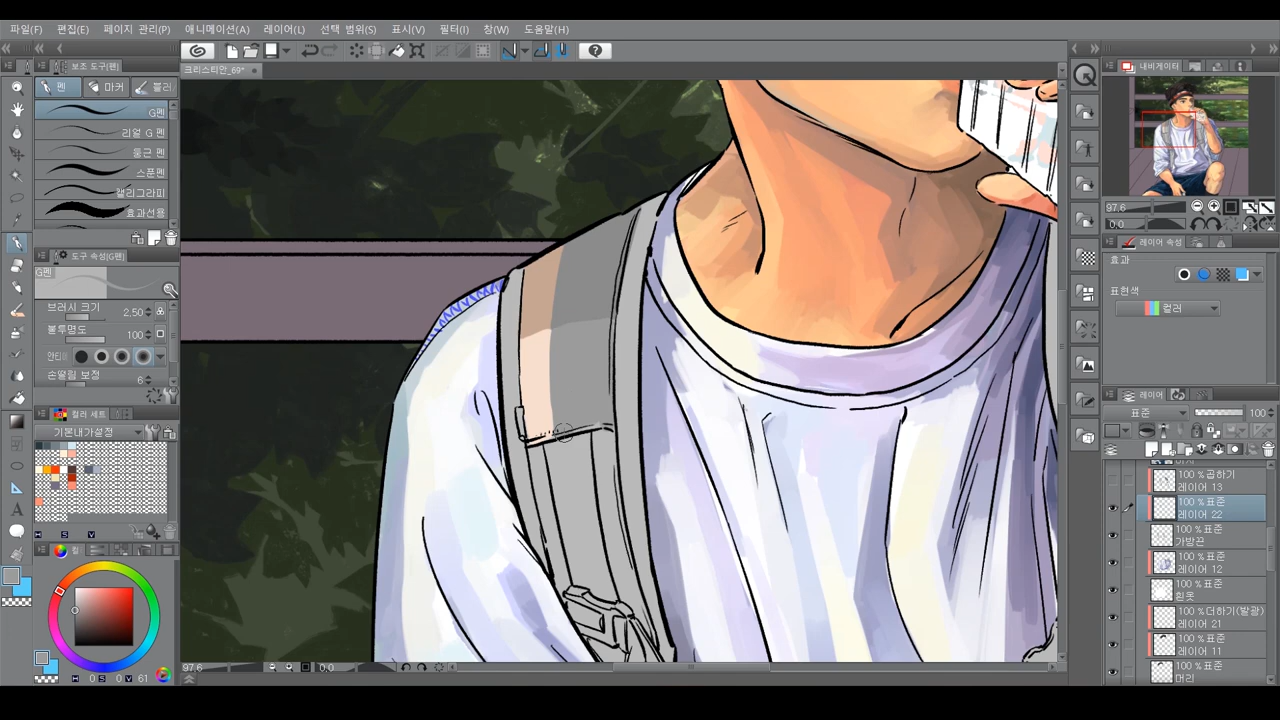 파일(F) 편집(E) 페이지 관리(P) 애니메이션(A) 레이어(L) 선택 범위(S) 표시(V) 필터(I) 창(W) 도움말(H)
보조 도구(펜)
크리스티안_69*
내비게이터
펜 마커
G펜
리얼 G 펜
둥근 펜
스푼펜
캘리그라피
효과선용
97.6
0.0
도구 속성(G펜)
G펜
브러시 크기 2.50
불투명도 100
안티
손떨림 보정 6
레이어 속성
효과
표현색
컬러
컬러 세트
기본내가설정
레이어
표준 100
100 %곱하기
레이어 13
100 %표준
레이어 22
100 %표준
가방끈
100 %표준
레이어 12
100 %표준
흰옷
100 %더하기(발광)
레이어 21
100 %표준
레이어 11
100 %표준
머리
H S V
97.6 0.0
H 0 S 0 V 61